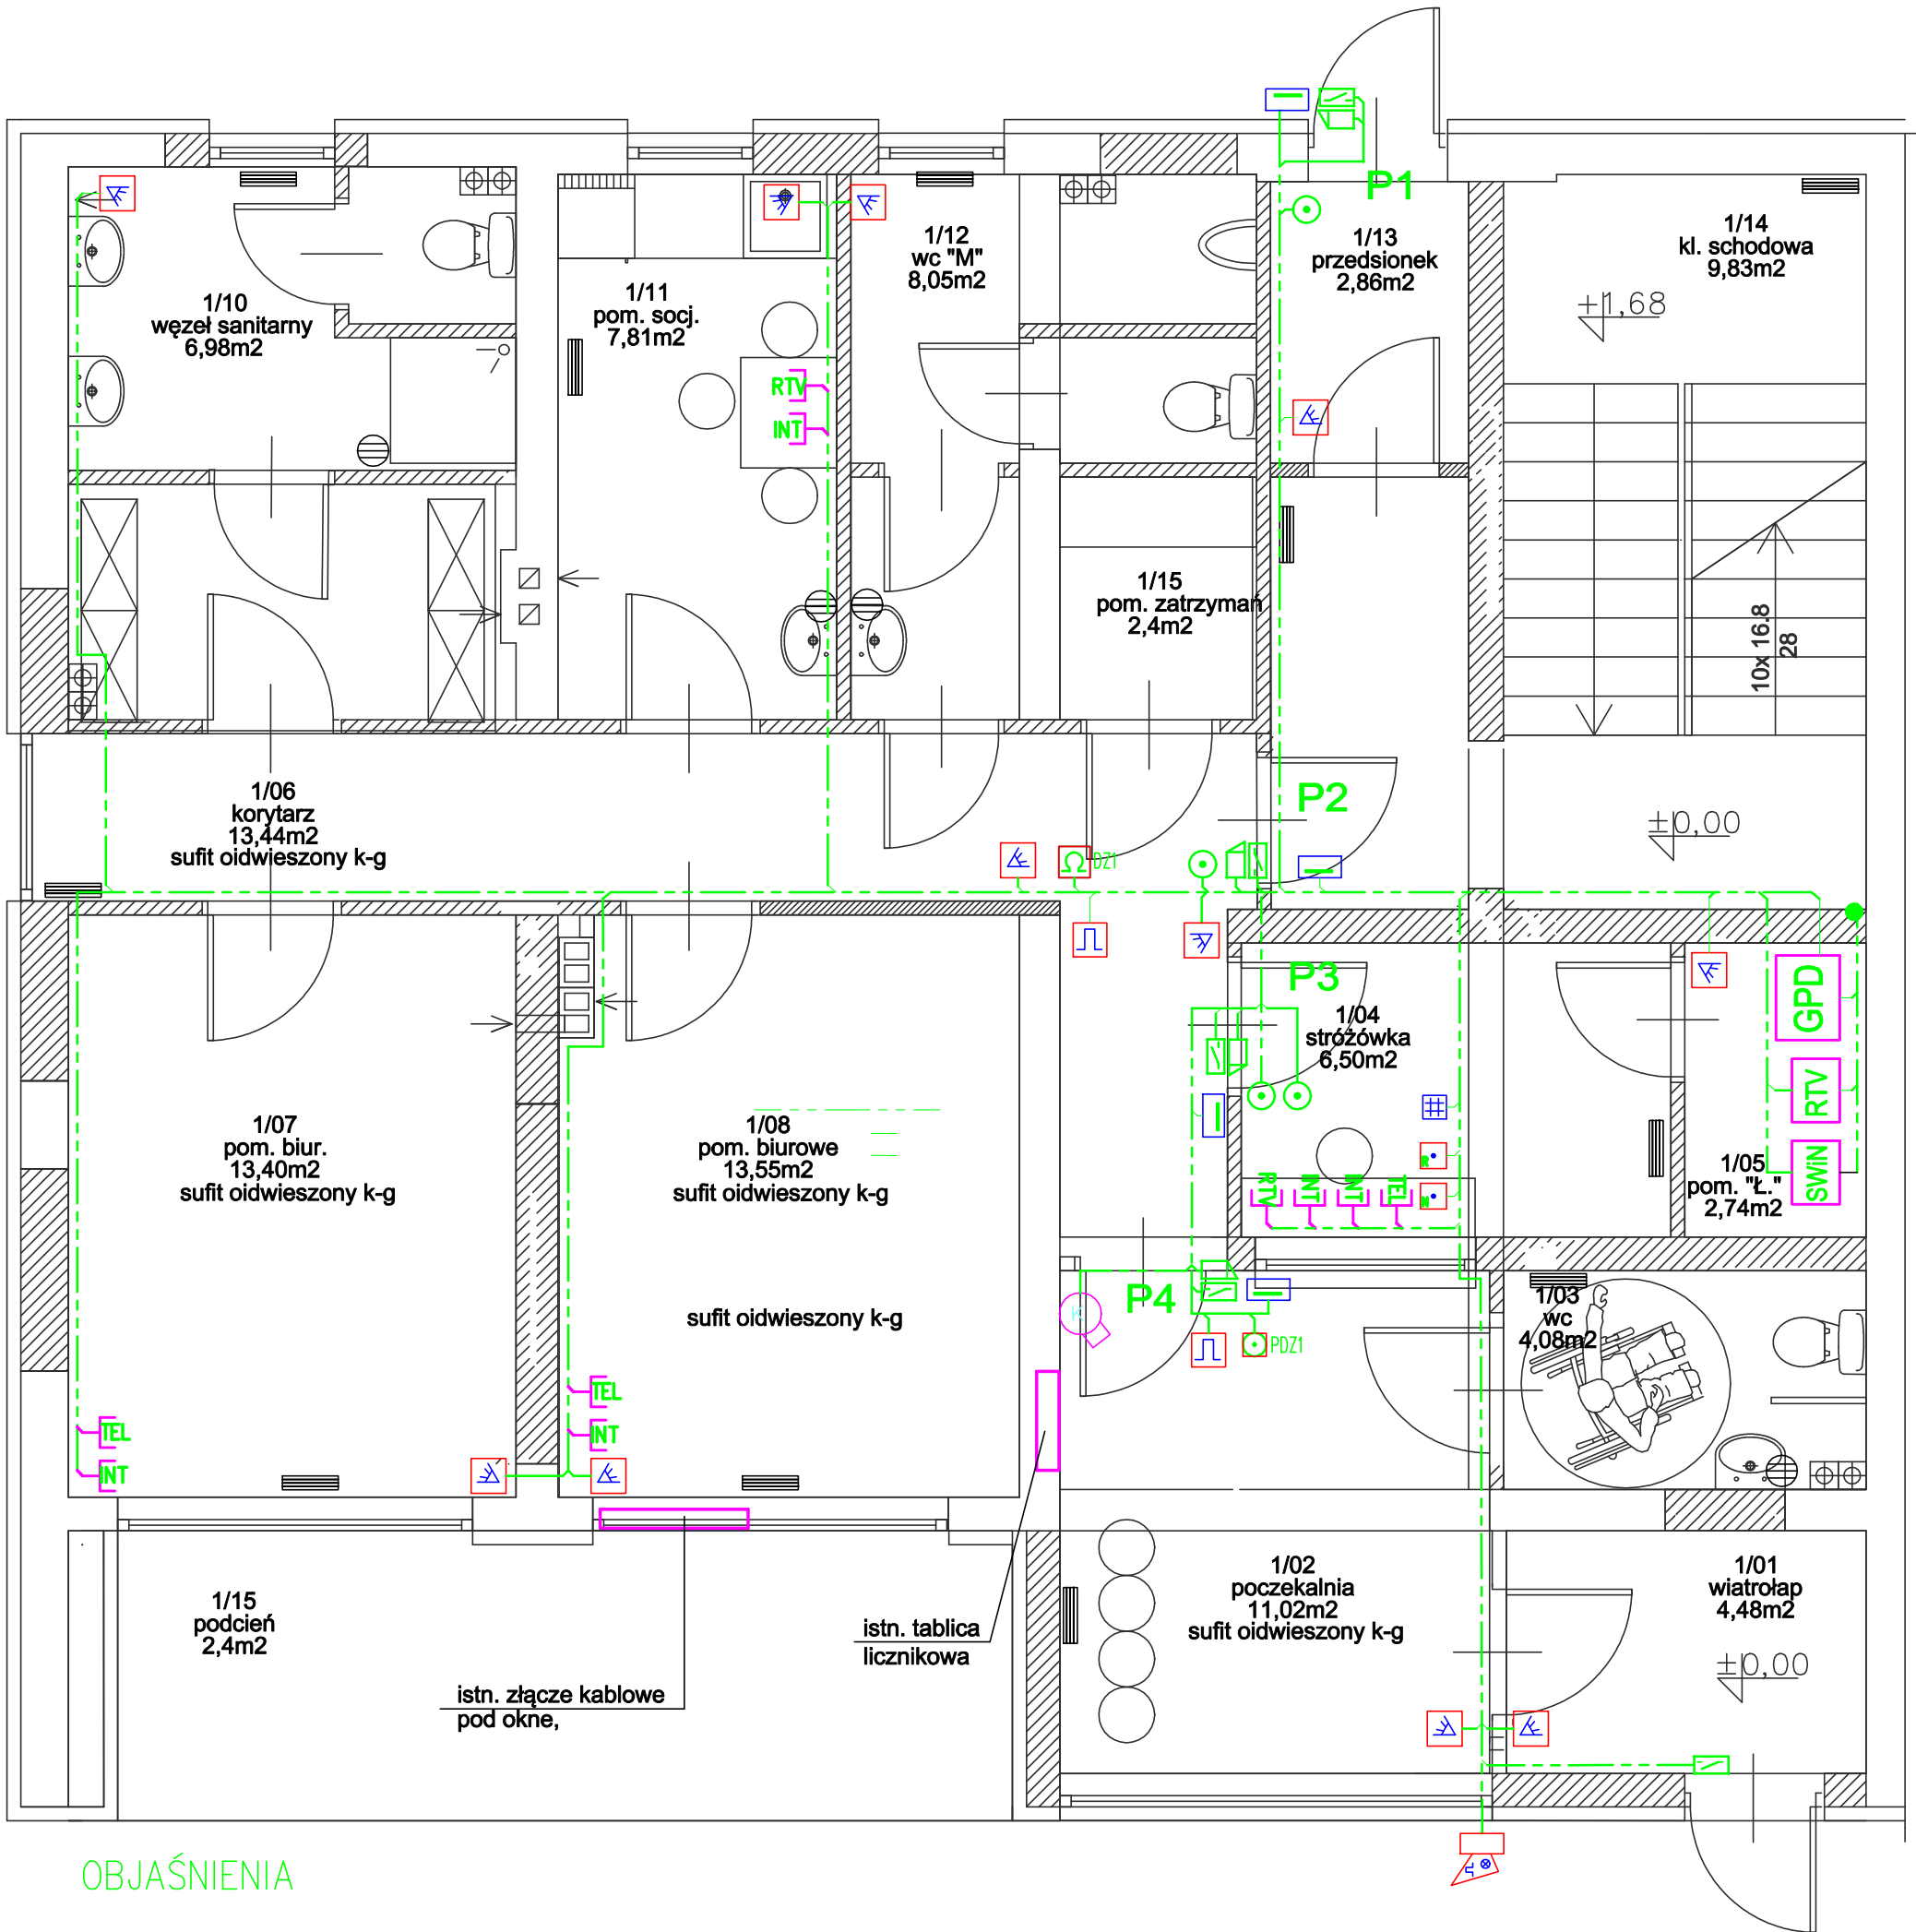 P1
1/14
kl. schodowa
9,83m2
1/12
wc "M"
8,05m2
1/13
przedsionek
2,86m2
1/10
węzeł sanitarny
6,98m2
1/11
pom. socj.
7,81m2
±1,68
RTV
INT
1/15
pom. zatrzymań
2,4m2
10x 16.8
28
1/06
korytarz
13,44m2
sufit oidwieszony k-g
P2
±0,00
DZ1
P3
GPD
1/04
stróżówka
6,50m2
RTV
1/07
pom. biur.
13,40m2
sufit oidwieszony k-g
1/08
pom. biurowe
13,55m2
sufit oidwieszony k-g
R
N
RTV
INT
INT
TEL
1/05
pom. "Ł."
2,74m2
SWiN
P4
K
sufit oidwieszony k-g
PDZ1
1/03
wc
4,08m2
TEL
INT
TEL
INT
1/15
podcień
2,4m2
istn. tablica
licznikowa
1/02
poczekalnia
11,02m2
sufit oidwieszony k-g
1/01
wiatrołap
4,48m2
±0,00
istn. złącze kablowe
pod okne,
OBJAŚNIENIA